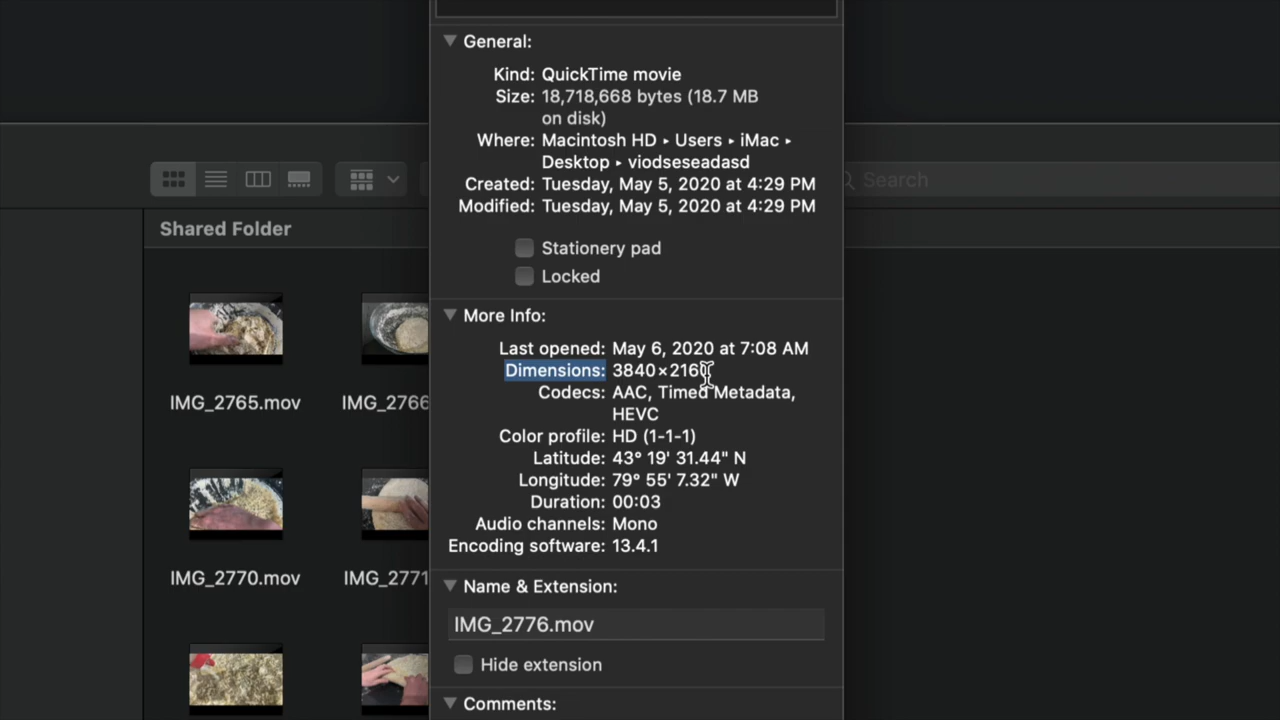 General:
Kind: QuickTime movie
Size: 18,718,668 bytes (18.7 MB
on disk)
Where: Macintosh HD ▸ Users ▸ iMac ▸
Desktop ▸ viodseseadasd
Created: Tuesday, May 5, 2020 at 4:29 PM
Modified: Tuesday, May 5, 2020 at 4:29 PM
Search
Shared Folder
Stationery pad
Locked
More Info:
Last opened: May 6, 2020 at 7:08 AM
Dimensions: 3840×2160
Codecs: AAC, Timed Metadata,
HEVC
Color profile: HD (1-1-1)
Latitude: 43° 19' 31.44" N
Longitude: 79° 55' 7.32" W
Duration: 00:03
Audio channels: Mono
Encoding software: 13.4.1
IMG_2765.mov
IMG_2766
IMG_2770.mov
IMG_2771
Name & Extension:
IMG_2776.mov
Hide extension
Comments: